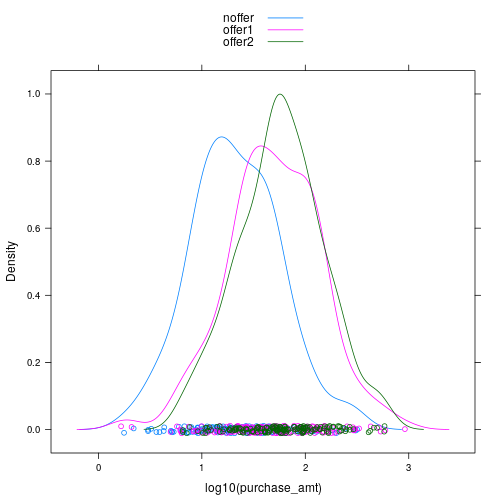 noffer
offer1
offer2
1.0
0.8
0.6
0.4
0.2
0.0
Density
0 1 2 3
log10(purchase_amt)